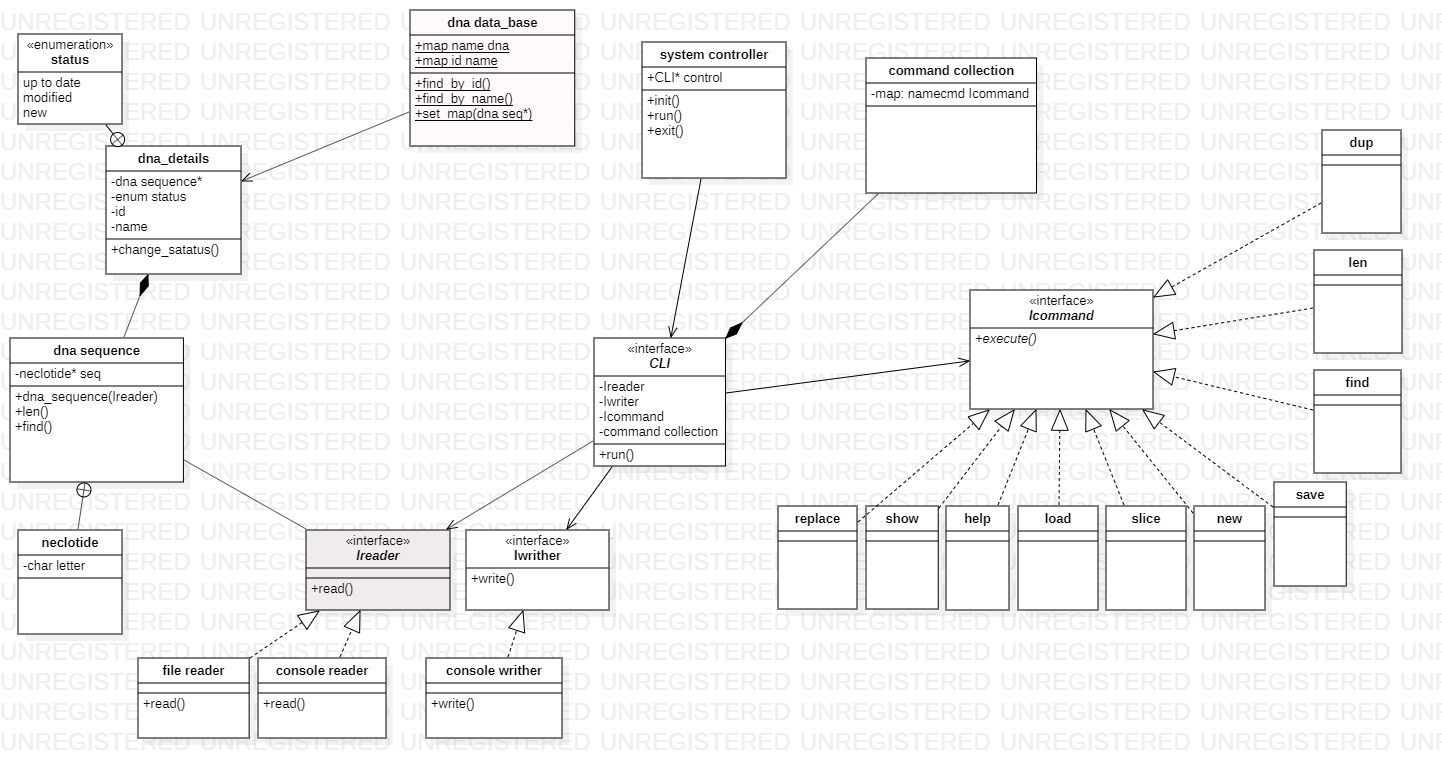 «enumeration»
status
up to date
modified
new
dna data_base
+map name dna
+map id name
+find_by_id()
+find_by_name()
+set_map(dna seq*)
system controller
+CLI* control
+init()
+run()
+exit()
command collection
-map: namecmd Icommand
dna_details
-dna sequence*
-enum status
-id
-name
+change_satatus()
dup
len
find
«interface»
Icommand
+execute()
dna sequence
-neclotide* seq
+dna_sequence(Ireader)
+len()
+find()
«interface»
CLI
-Ireader
-Iwriter
-Icommand
-command collection
+run()
neclotide
-char letter
«interface»
Ireader
+read()
«interface»
Iwrither
+write()
replace
show
help
load
slice
new
save
file reader
+read()
console reader
+read()
console writher
+write()
UNREGISTERED